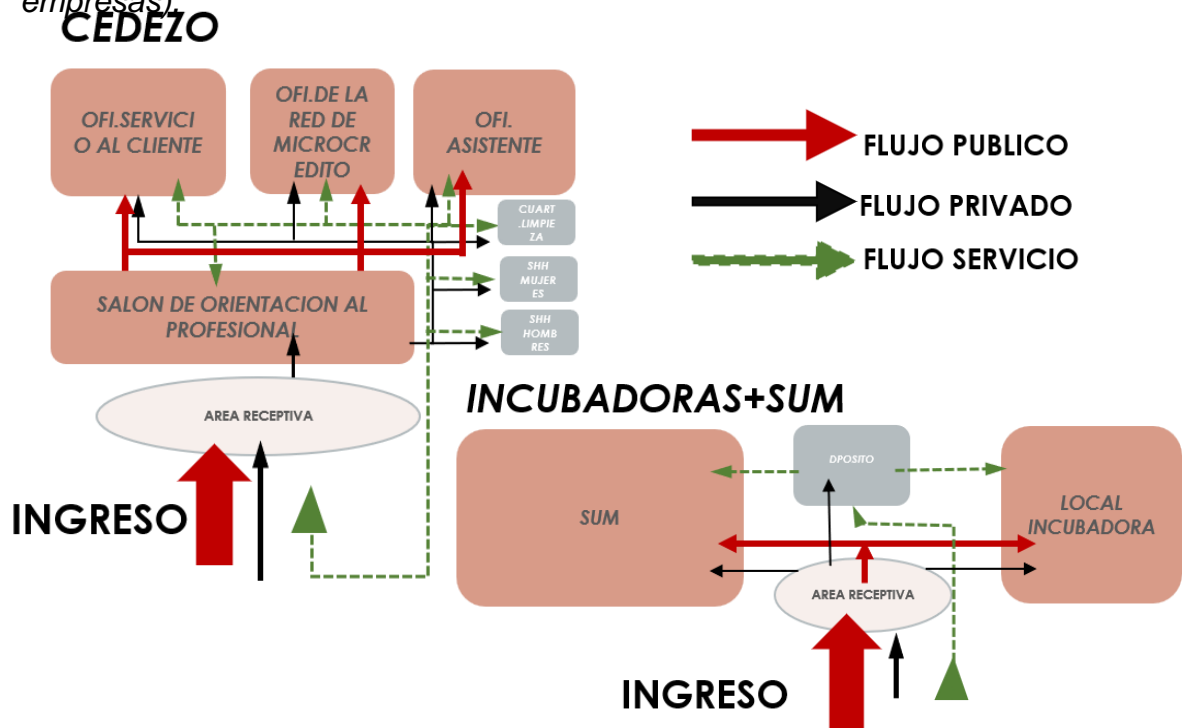 empresas).
CEDEZO
OFI.SERVICI
O AL CLIENTE
OFI.DE LA
RED DE
MICROCR
EDITO
OFI.
ASISTENTE
CUART
.LIMPIE
ZA
SHH
MUJER
ES
SHH
HOMB
RES
SALON DE ORIENTACION AL
PROFESIONAL
AREA RECEPTIVA
INGRESO
FLUJO PUBLICO
FLUJO PRIVADO
FLUJO SERVICIO
INCUBADORAS+SUM
SUM
DPOSITO
LOCAL
INCUBADORA
AREA RECEPTIVA
INGRESO